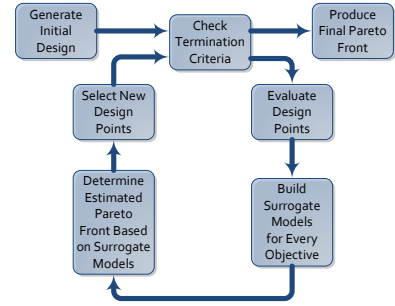 Generate
Initial
Design
Check
Termination
Criteria
Produce
Final Pareto
Front
Select New
Design
Points
Evaluate
Design
Points
Determine
Estimated
Pareto
Front Based
on Surrogate
Models
Build
Surrogate
Models
for Every
Objective